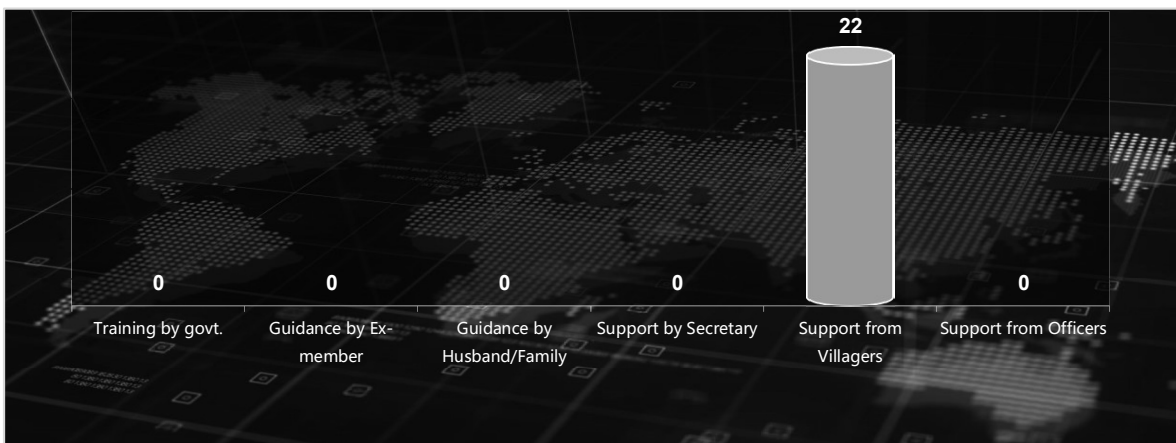 22
0
0
0
0
0
Training by govt.
Guidance by Ex-
member
Guidance by
Husband/Family
Support by Secretary
Support from
Villagers
Support from Officers